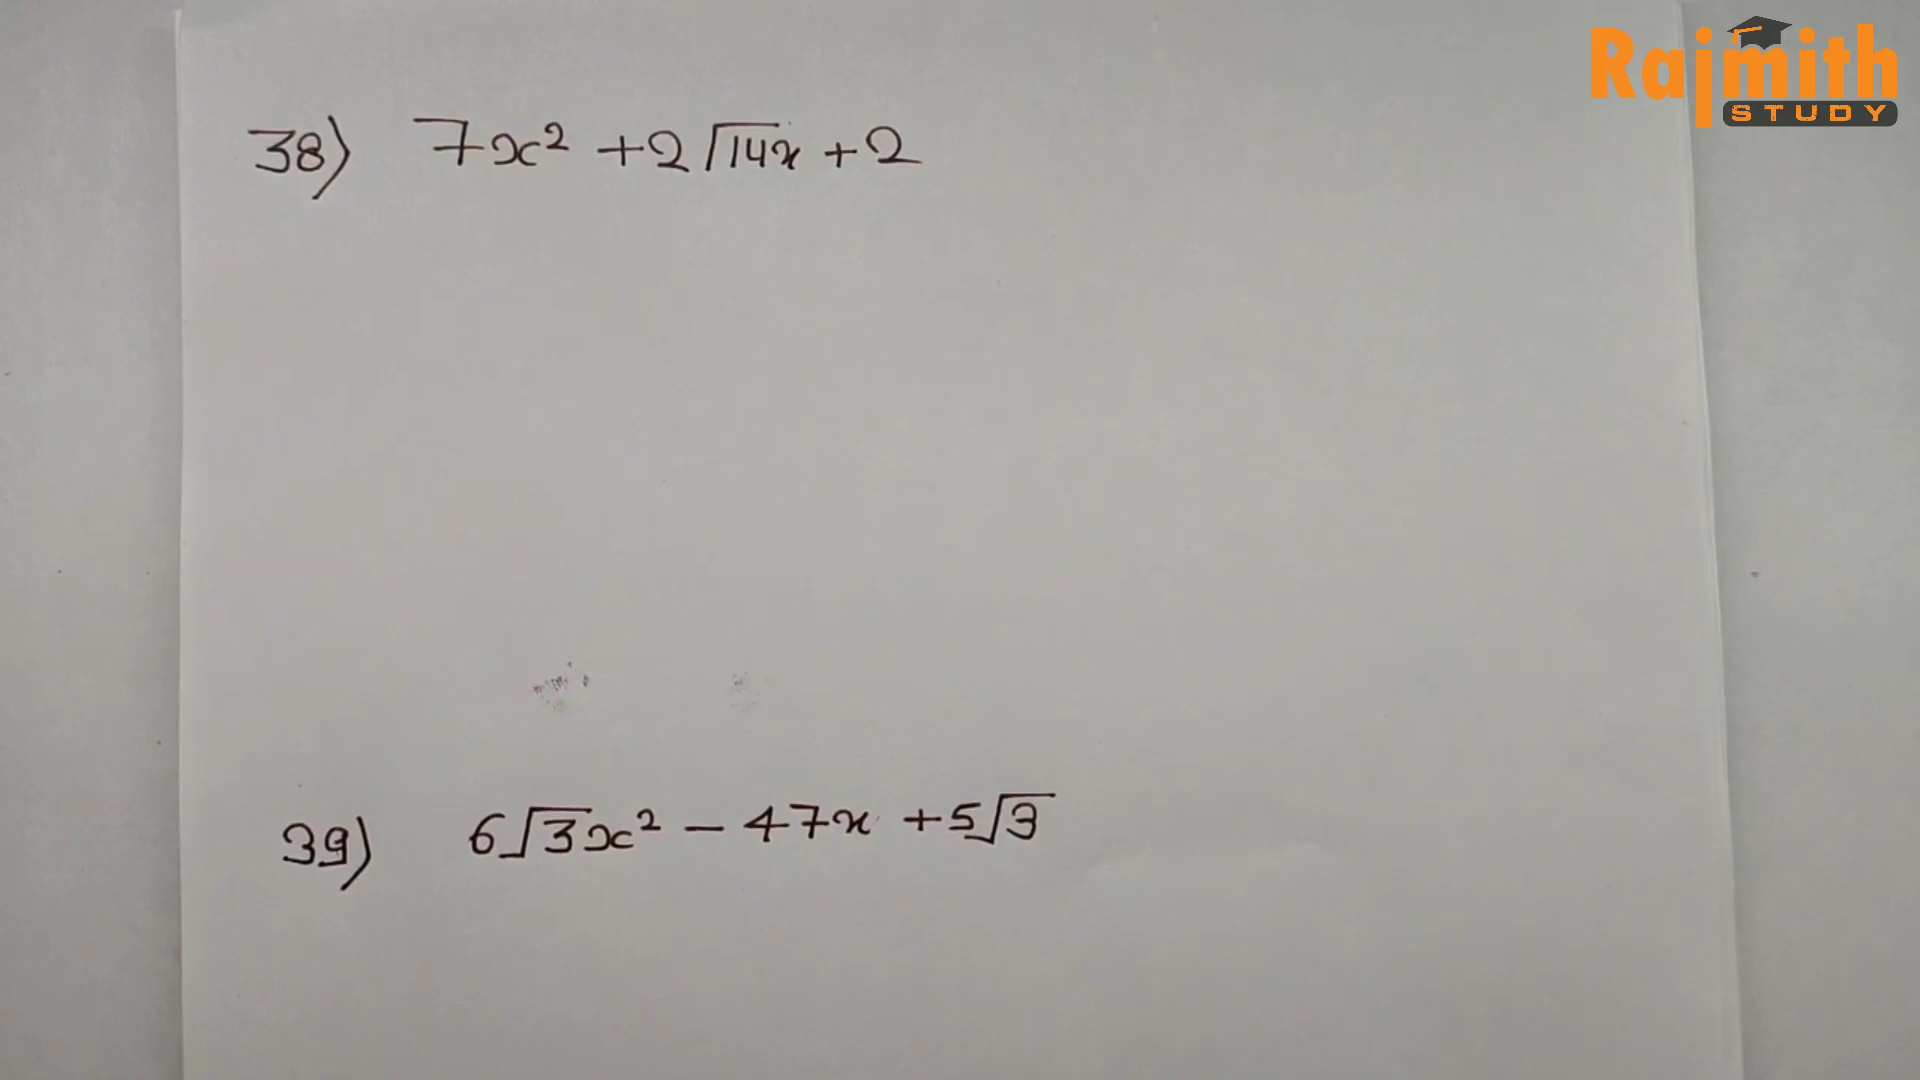 Rajmith
STUDY
38) 7x² + 2√14x + 2
39) 6√3x² - 47x + 5√3